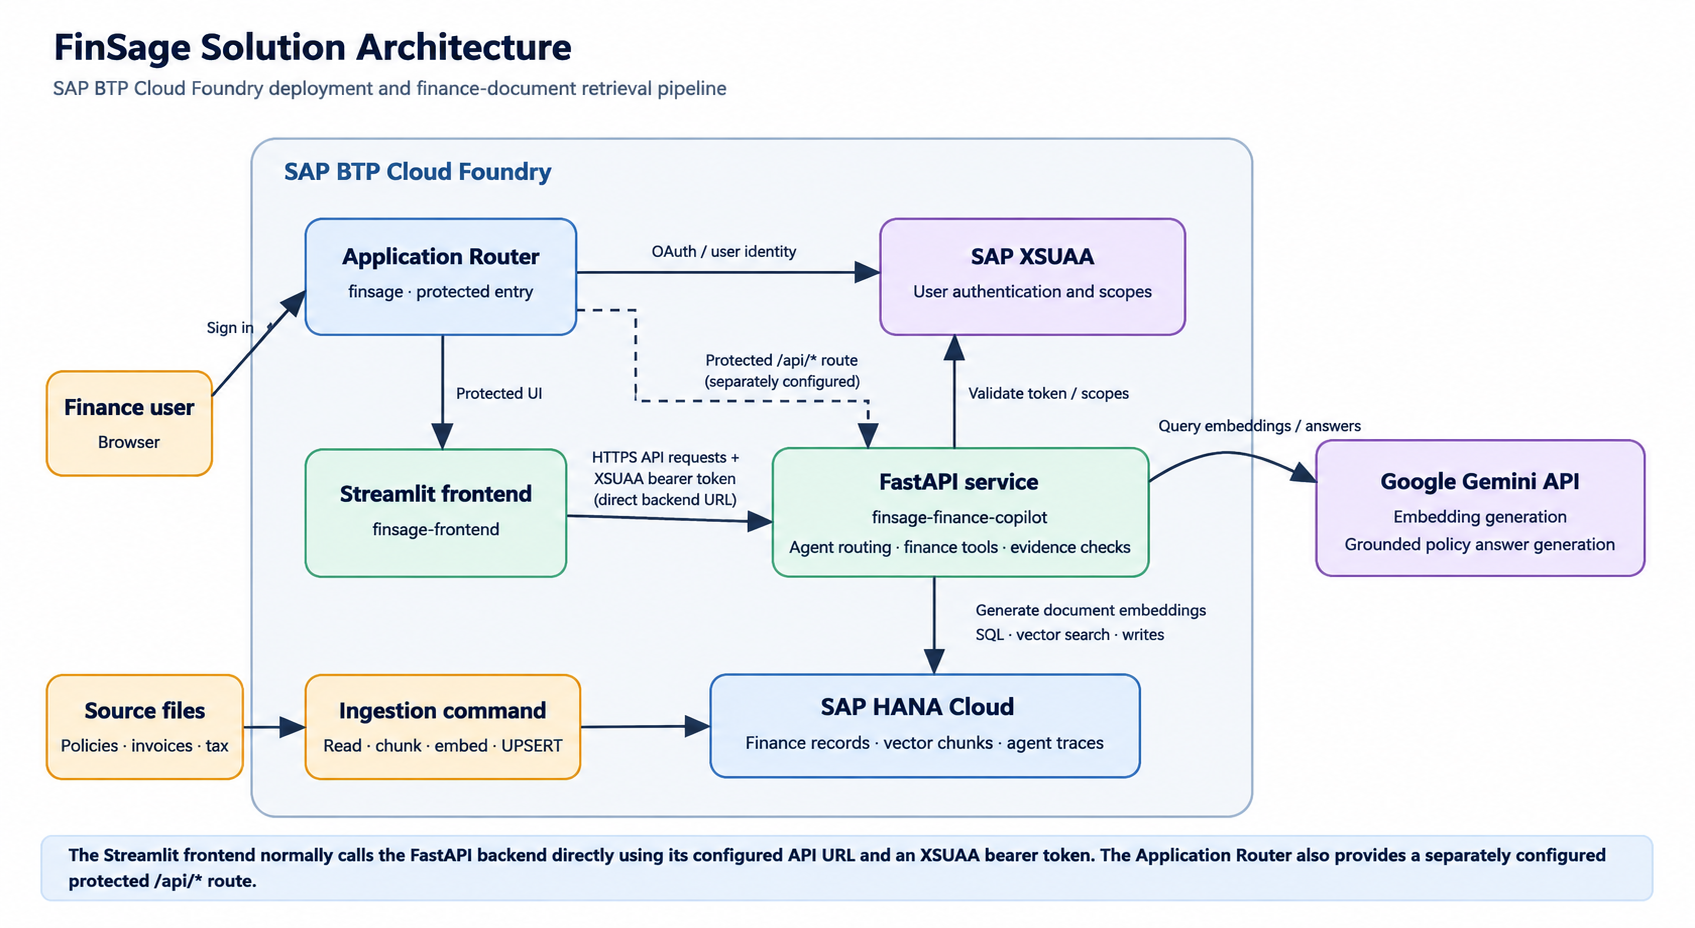 FinSage Solution Architecture
SAP BTP Cloud Foundry deployment and finance-document retrieval pipeline
SAP BTP Cloud Foundry
Application Router
finsage · protected entry
OAuth / user identity
SAP XSUAA
User authentication and scopes
Sign in
Finance user
Browser
Protected UI
Protected /api/* route
(separately configured)
Validate token / scopes
Query embeddings / answers
Streamlit frontend
finsage-frontend
HTTPS API requests +
XSUAA bearer token
(direct backend URL)
FastAPI service
finsage-finance-copilot
Agent routing · finance tools · evidence checks
Google Gemini API
Embedding generation
Grounded policy answer generation
Generate document embeddings
SQL · vector search · writes
Source files
Policies · invoices · tax
Ingestion command
Read · chunk · embed · UPSERT
SAP HANA Cloud
Finance records · vector chunks · agent traces
The Streamlit frontend normally calls the FastAPI backend directly using its configured API URL and an XSUAA bearer token. The Application Router also provides a separately configured
protected /api/* route.